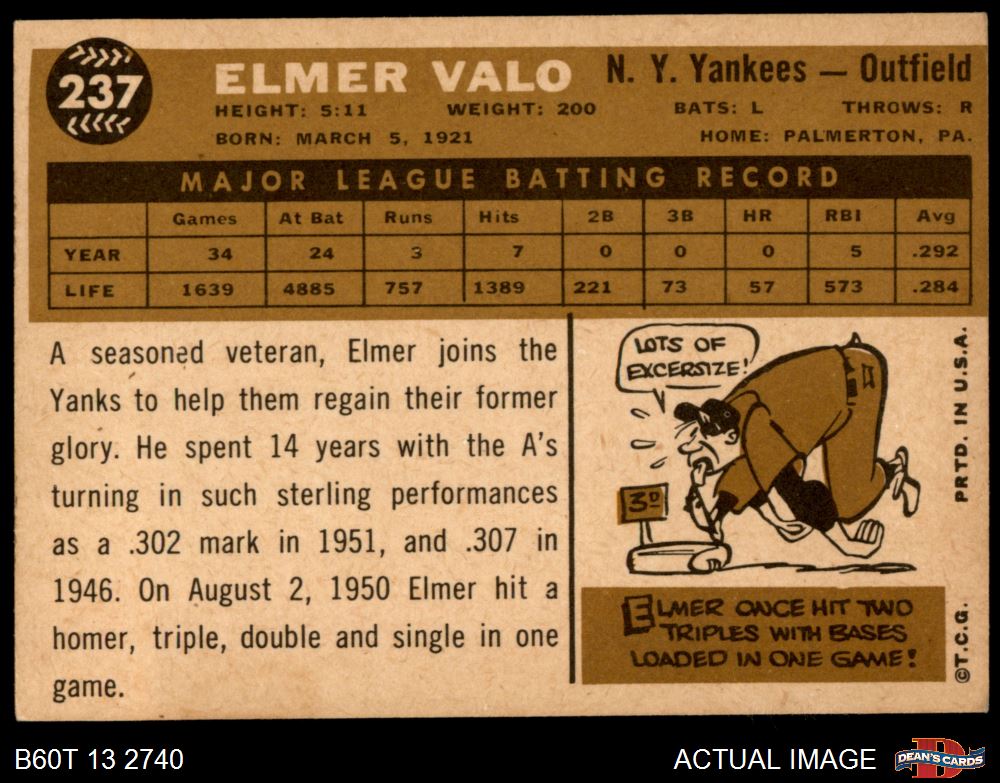 237
ELMER VALO
N. Y. Yankees — Outfield
HEIGHT: 5:11 WEIGHT: 200 BATS: L THROWS: R
BORN: MARCH 5, 1921 HOME: PALMERTON, PA.
MAJOR LEAGUE BATTING RECORD
Games At Bat Runs Hits 2B 3B HR RBI Avg
YEAR 34 24 3 7 0 0 0 5 .292
LIFE 1639 4885 757 1389 221 73 57 573 .284
A seasoned veteran, Elmer joins the
Yanks to help them regain their former
glory. He spent 14 years with the A's
turning in such sterling performances
as a .302 mark in 1951, and .307 in
1946. On August 2, 1950 Elmer hit a
homer, triple, double and single in one
game.
LOTS OF
EXCERSIZE!
3D
ELMER ONCE HIT TWO
TRIPLES WITH BASES
LOADED IN ONE GAME!
PRTD. IN U.S.A.
©T.C.G.
B60T 13 2740
ACTUAL IMAGE
D
DEAN'S CARDS